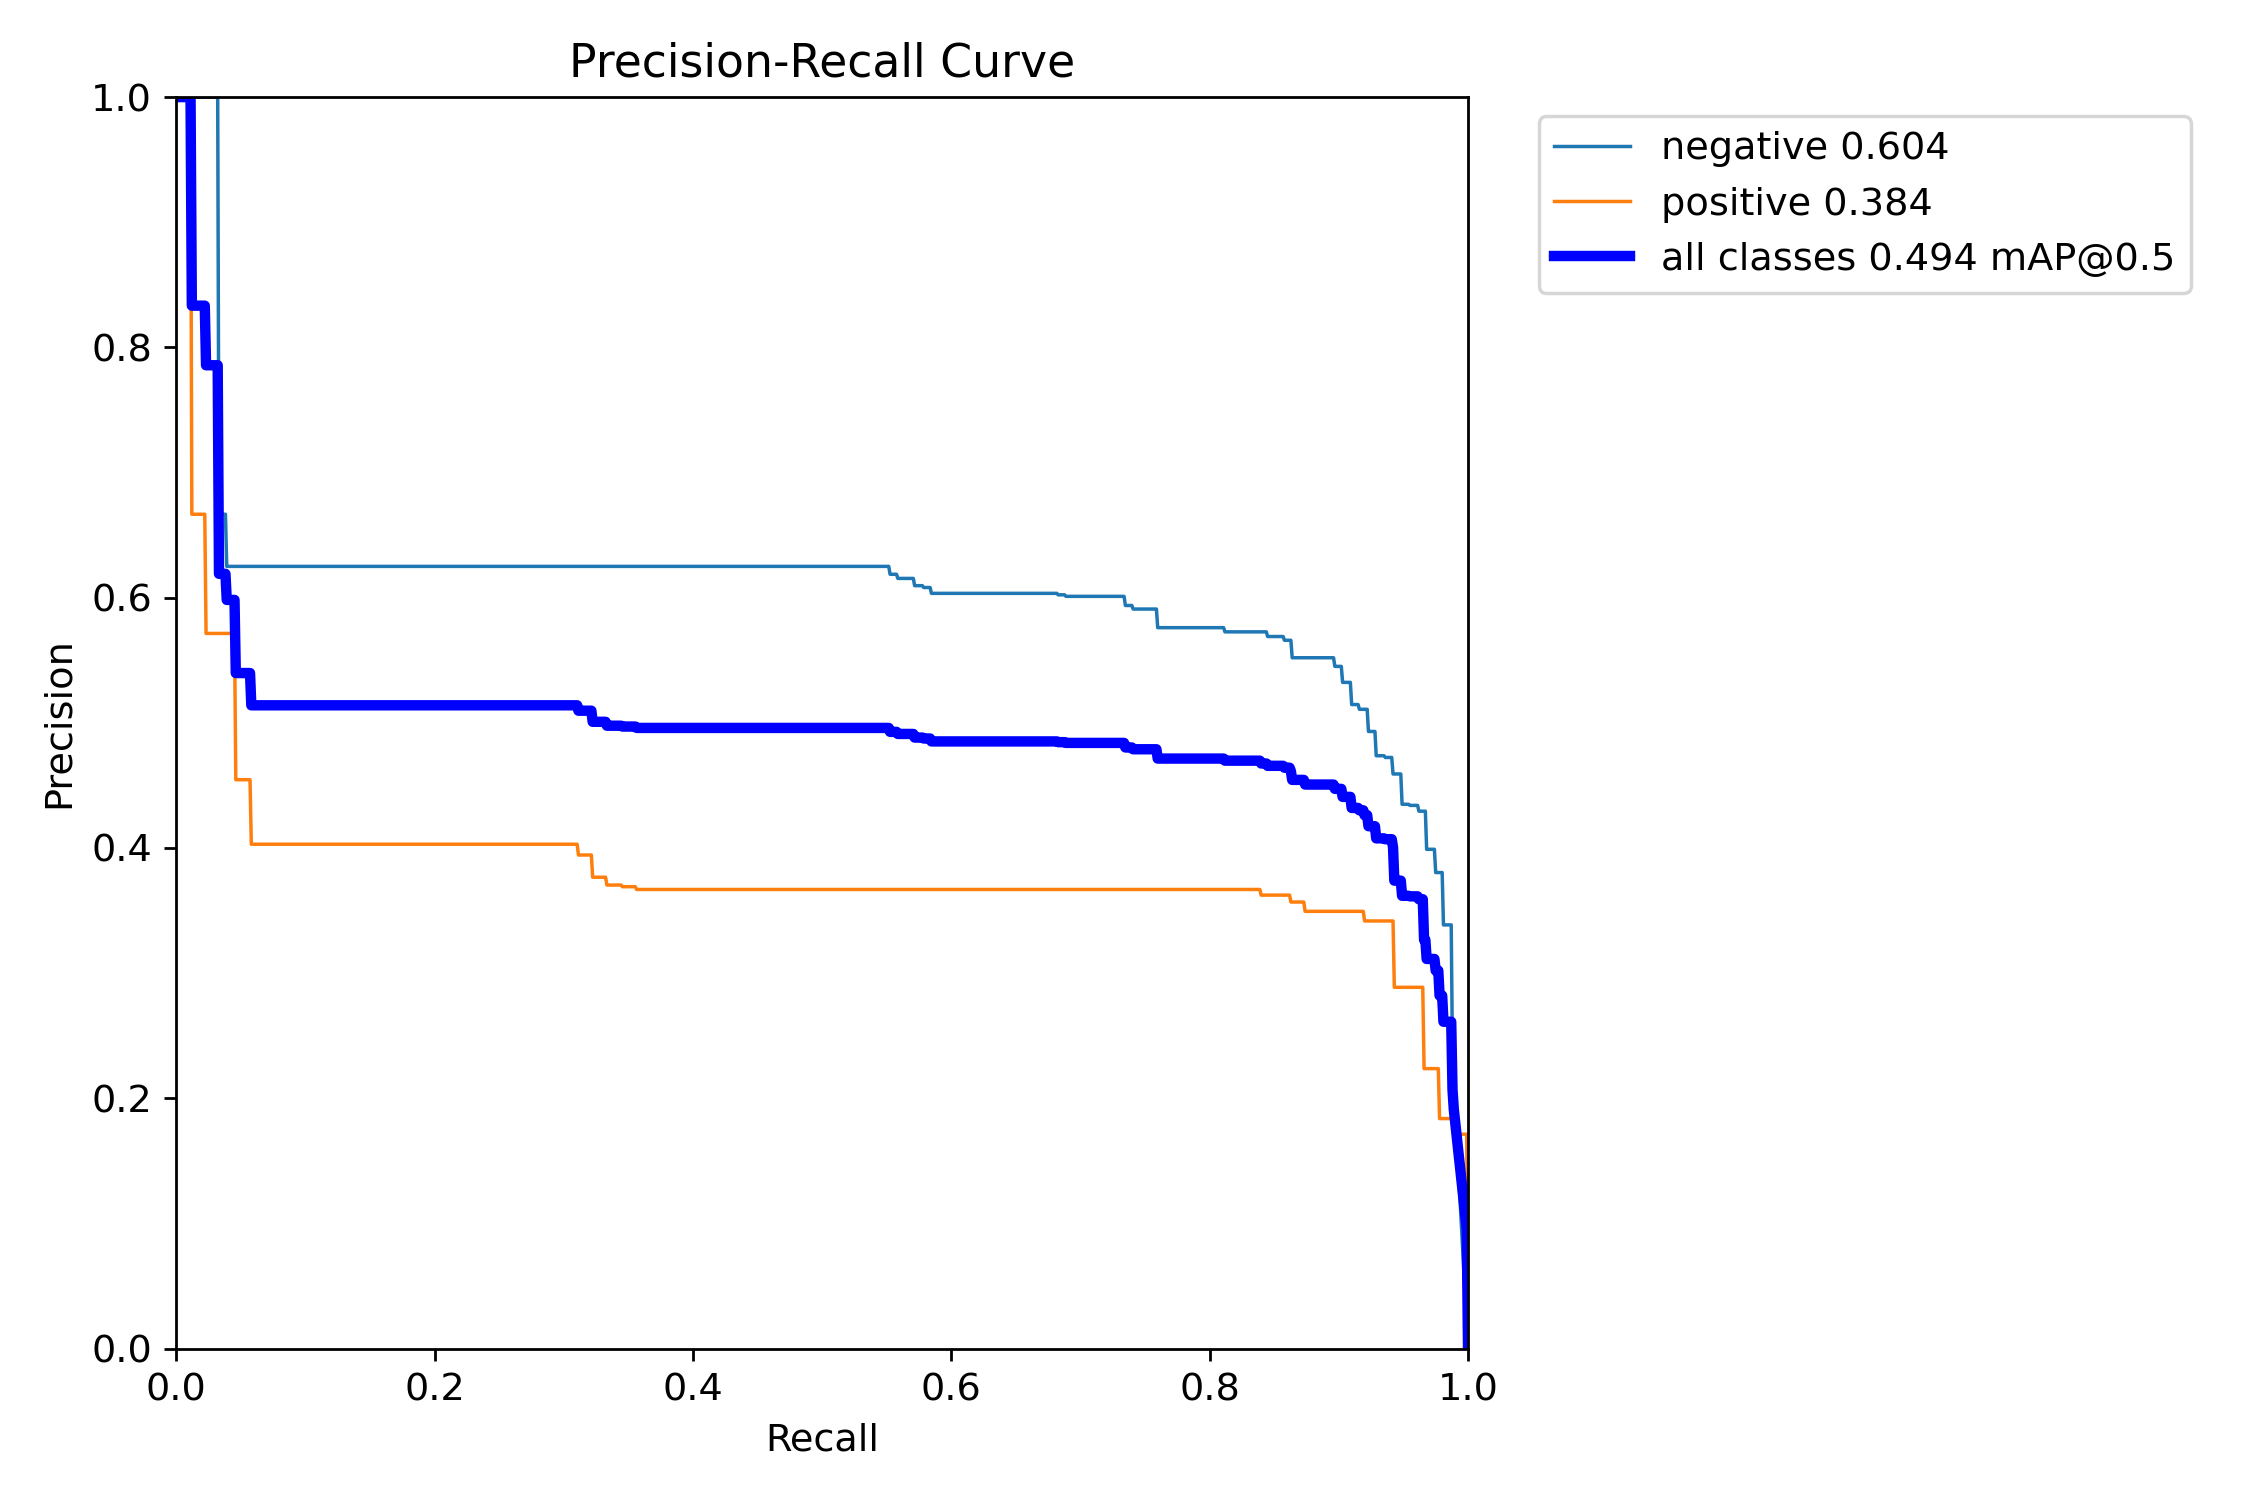 Precision-Recall Curve
negative 0.604
positive 0.384
all classes 0.494 mAP@0.5
Precision
1.0
0.8
0.6
0.4
0.2
0.0
0.0 0.2 0.4 0.6 0.8 1.0
Recall